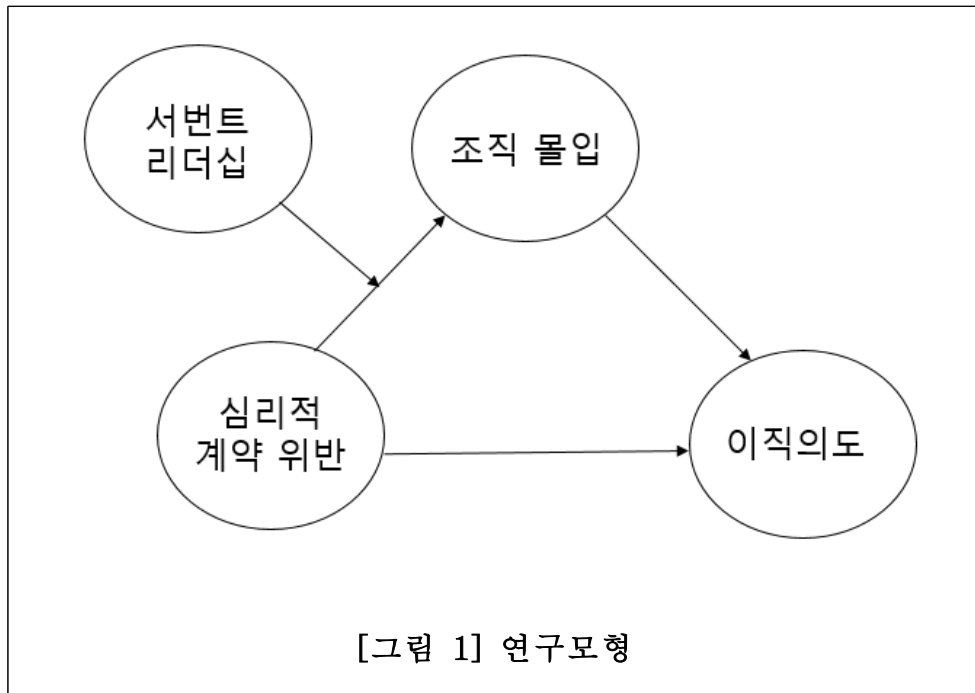 서번트
리더십
조직 몰입
심리적
계약 위반
이직의도
[그림 1] 연구모형